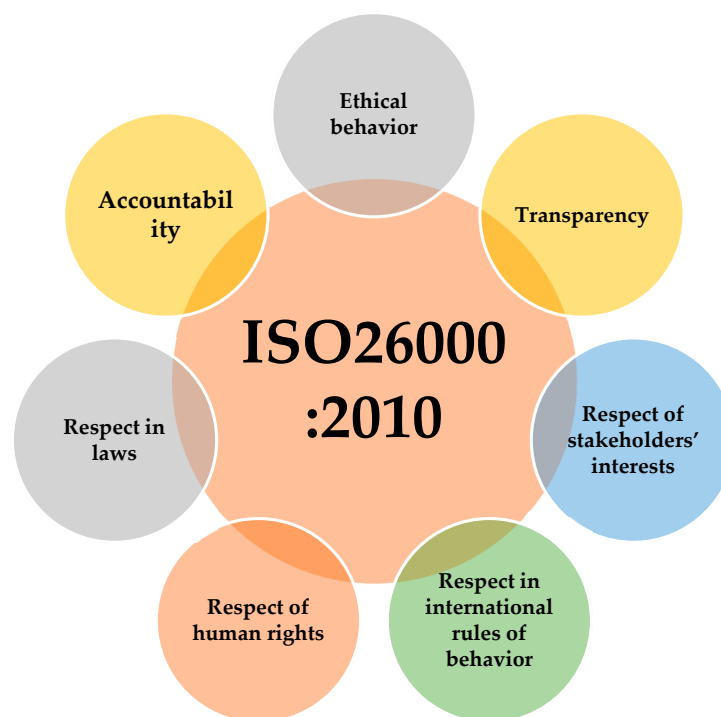 Ethical
behavior
Transparency
Respect of
stakeholders’
interests
Respect in
international
rules of
behavior
Respect of
human rights
Respect in
laws
Accountabil
ity
ISO26000
:2010